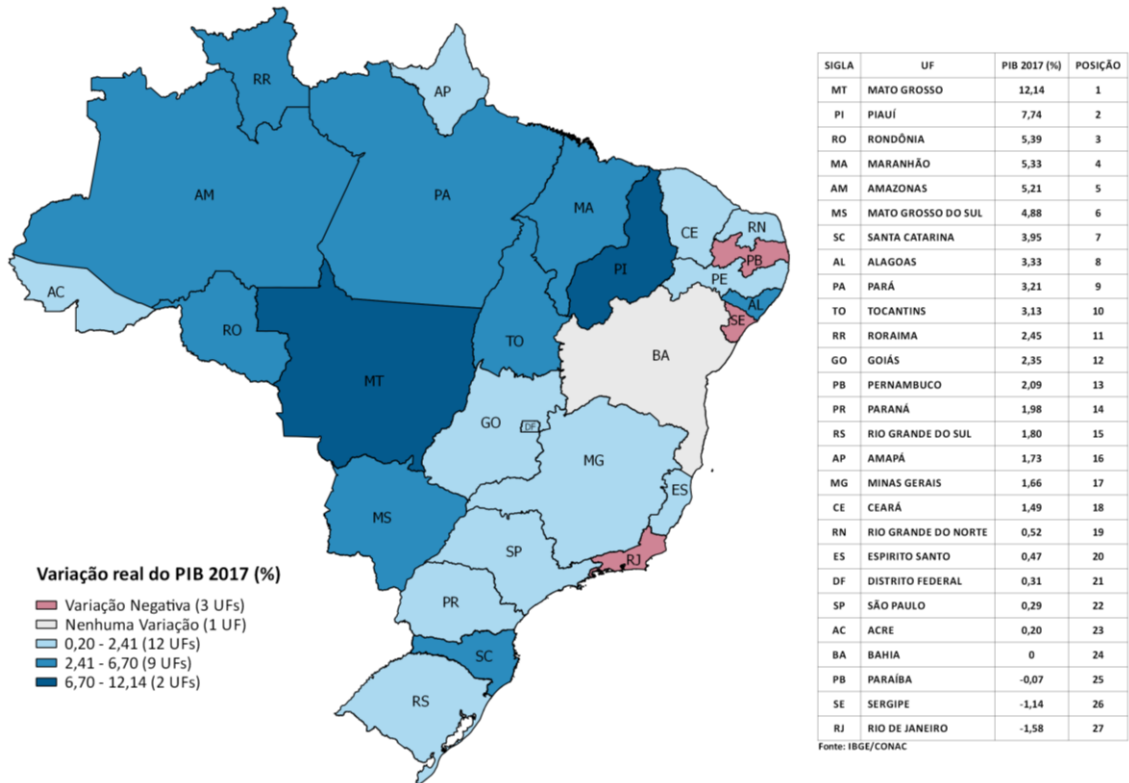 RR
AP
AM
PA
MA
CE
RN
PB
PI
PE
AC
AL
SE
RO
TO
BA
MT
GO
DF
MG
ES
MS
SP
RJ
PR
SC
RS
Variação real do PIB 2017 (%)
Variação Negativa (3 UFs)
Nenhuma Variação (1 UF)
0,20 - 2,41 (12 UFs)
2,41 - 6,70 (9 UFs)
6,70 - 12,14 (2 UFs)
SIGLA UF PIB 2017 (%) POSIÇÃO
MT MATO GROSSO 12,14 1
PI PIAUÍ 7,74 2
RO RONDÔNIA 5,39 3
MA MARANHÃO 5,33 4
AM AMAZONAS 5,21 5
MS MATO GROSSO DO SUL 4,88 6
SC SANTA CATARINA 3,95 7
AL ALAGOAS 3,33 8
PA PARÁ 3,21 9
TO TOCANTINS 3,13 10
RR RORAIMA 2,45 11
GO GOIÁS 2,35 12
PB PERNAMBUCO 2,09 13
PR PARANÁ 1,98 14
RS RIO GRANDE DO SUL 1,80 15
AP AMAPÁ 1,73 16
MG MINAS GERAIS 1,66 17
CE CEARÁ 1,49 18
RN RIO GRANDE DO NORTE 0,52 19
ES ESPIRITO SANTO 0,47 20
DF DISTRITO FEDERAL 0,31 21
SP SÃO PAULO 0,29 22
AC ACRE 0,20 23
BA BAHIA 0 24
PB PARAÍBA -0,07 25
SE SERGIPE -1,14 26
RJ RIO DE JANEIRO -1,58 27
Fonte: IBGE/CONAC